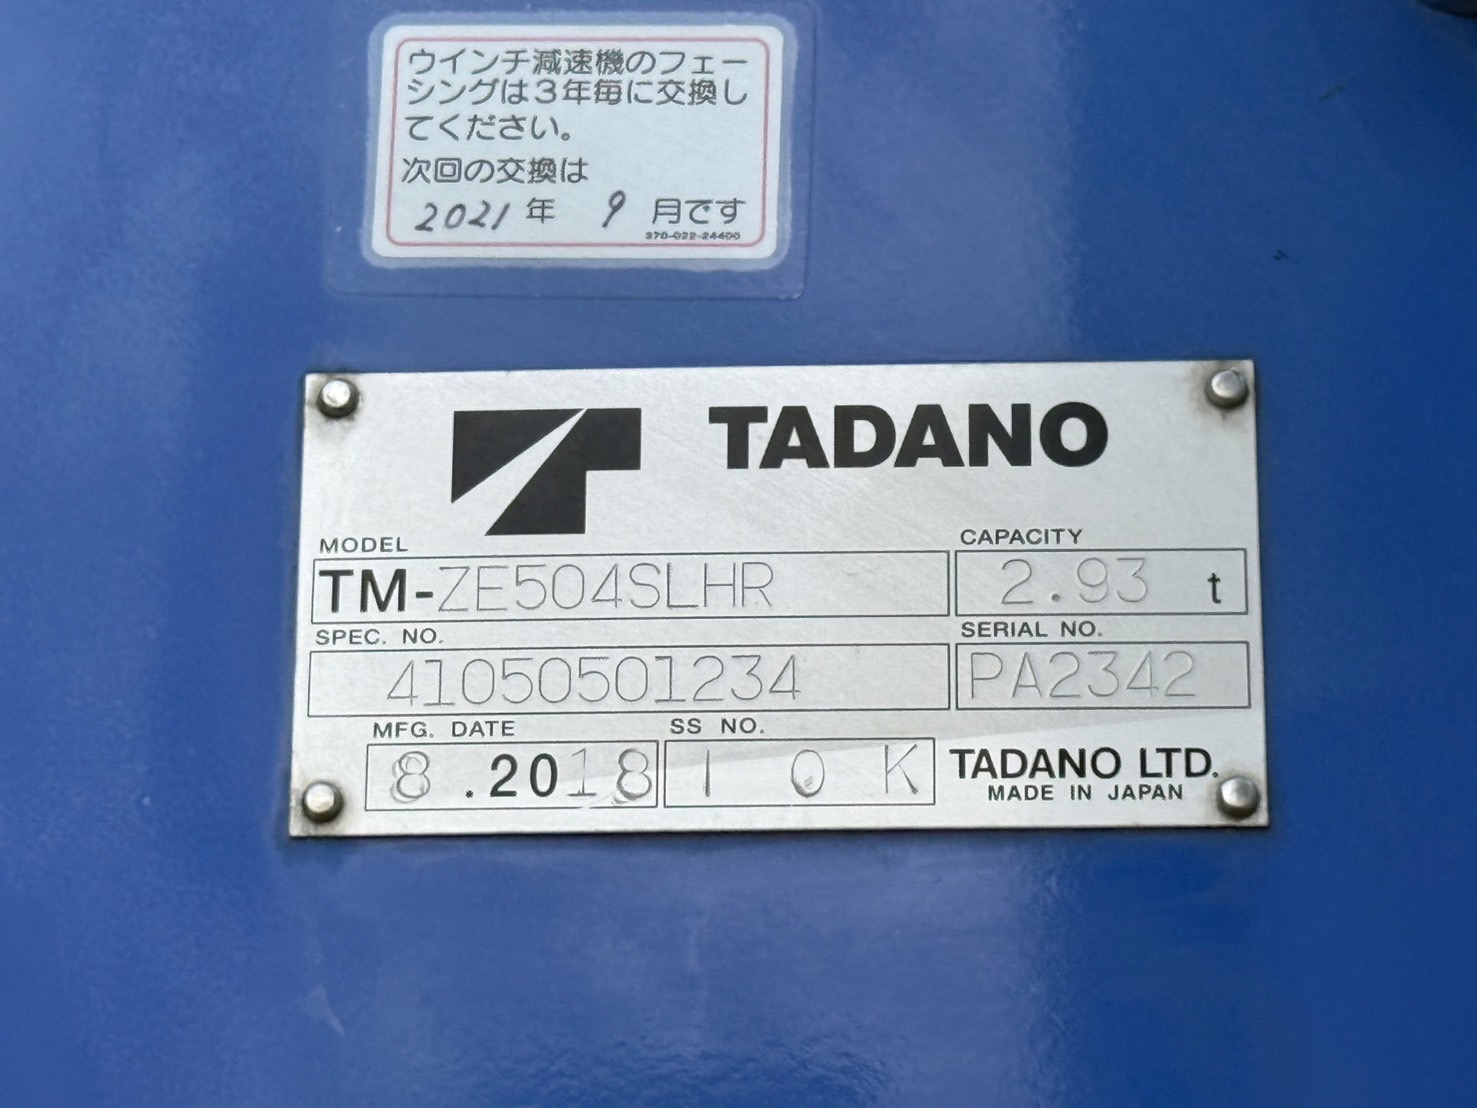 ウインチ減速機のフェー
シングは3年毎に交換し
てください。
次回の交換は
2021年 9月です
370-022-24400
TADANO
MODEL
CAPACITY
TM-ZE504SLHR
2.93 t
SPEC. NO.
SERIAL NO.
41050501234
PA2342
MFG. DATE
SS NO.
8.2018
I 0 K
TADANO LTD.
MADE IN JAPAN